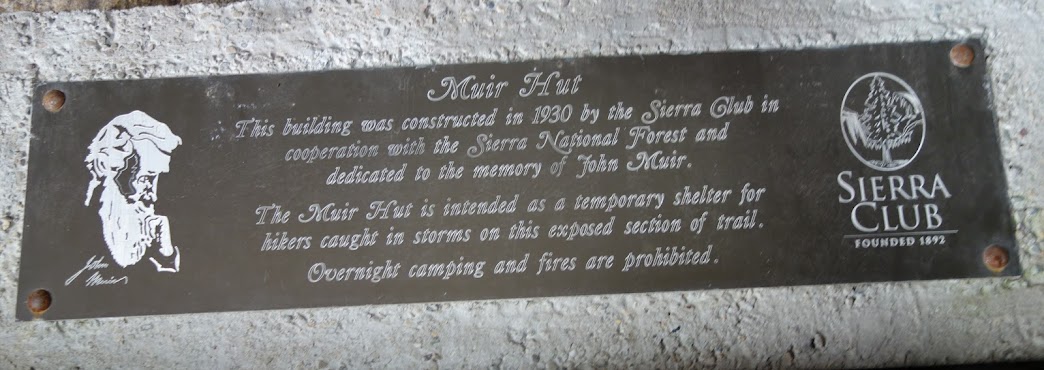 Muir Hut
This building was constructed in 1930 by the Sierra Club in
cooperation with the Sierra National Forest and
dedicated to the memory of John Muir.
The Muir Hut is intended as a temporary shelter for
hikers caught in storms on this exposed section of trail.
Overnight camping and fires are prohibited.
John
Muir
SIERRA
CLUB
FOUNDED 1892